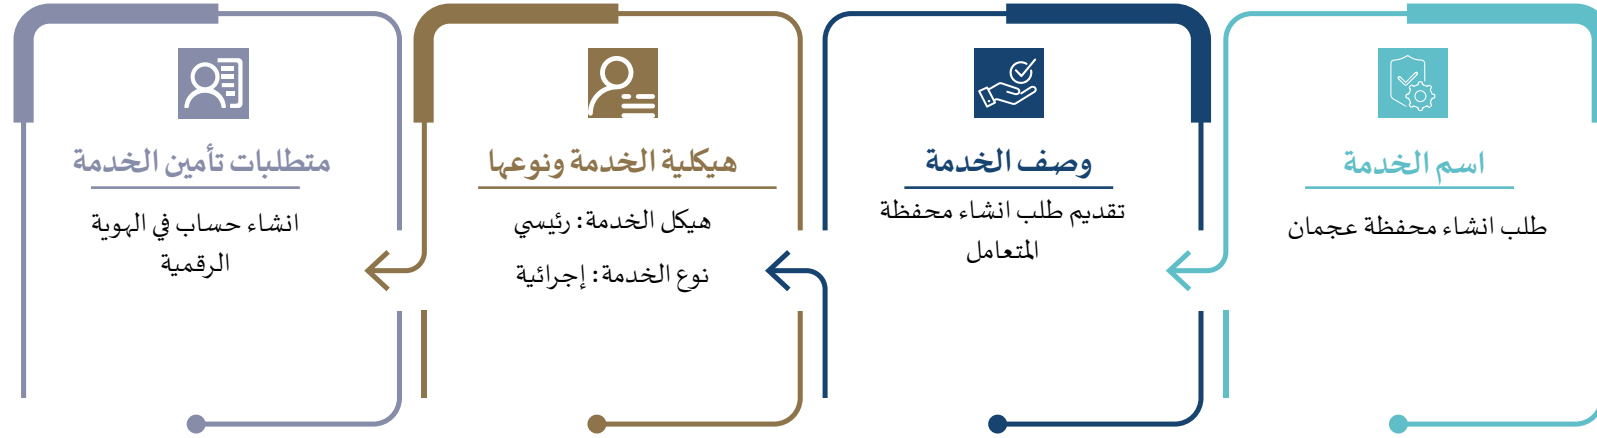 اسم الخدمة
طلب انشاء محفظة عجمان
وصف الخدمة
تقديم طلب انشاء محفظة
المتعامل
هيكلية الخدمة ونوعها
هيكل الخدمة: رئيسي
نوع الخدمة: إجرائية
متطلبات تأمين الخدمة
انشاء حساب في الهوية
الرقمية